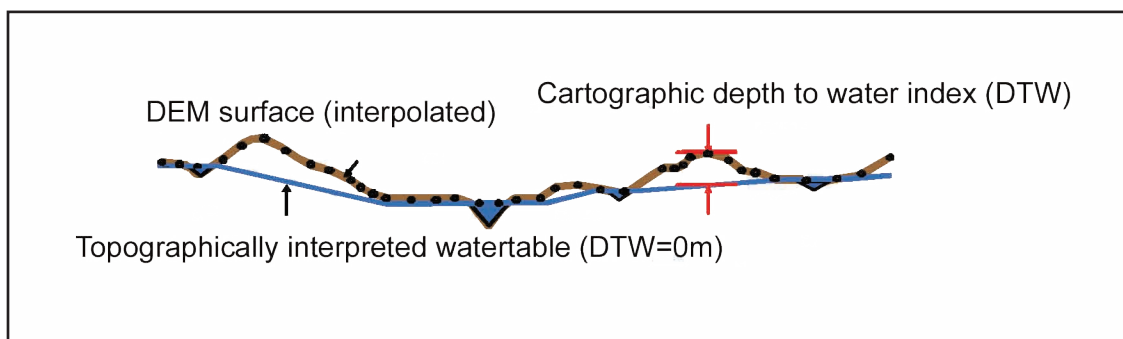 Cartographic depth to water index (DTW)
DEM surface (interpolated)
Topographically interpreted watertable (DTW=0m)